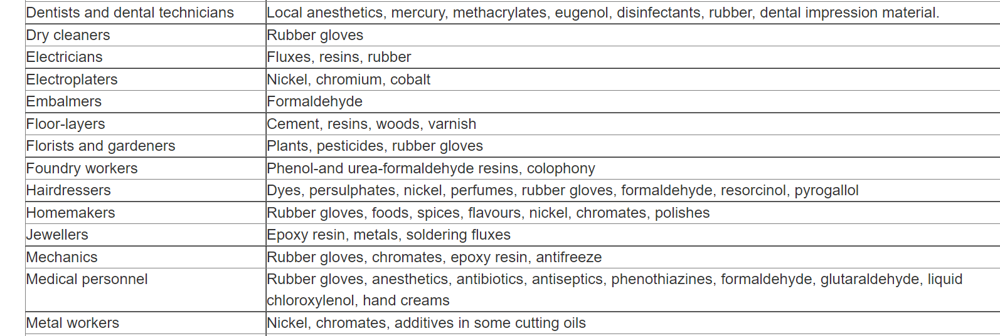 Dentists and dental technicians Local anesthetics, mercury, methacrylates, eugenol, disinfectants, rubber, dental impression material.
Dry cleaners Rubber gloves
Electricians Fluxes, resins, rubber
Electroplaters Nickel, chromium, cobalt
Embalmers Formaldehyde
Floor-layers Cement, resins, woods, varnish
Florists and gardeners Plants, pesticides, rubber gloves
Foundry workers Phenol-and urea-formaldehyde resins, colophony
Hairdressers Dyes, persulphates, nickel, perfumes, rubber gloves, formaldehyde, resorcinol, pyrogallol
Homemakers Rubber gloves, foods, spices, flavours, nickel, chromates, polishes
Jewellers Epoxy resin, metals, soldering fluxes
Mechanics Rubber gloves, chromates, epoxy resin, antifreeze
Medical personnel Rubber gloves, anesthetics, antibiotics, antiseptics, phenothiazines, formaldehyde, glutaraldehyde, liquid
chloroxylenol, hand creams
Metal workers Nickel, chromates, additives in some cutting oils